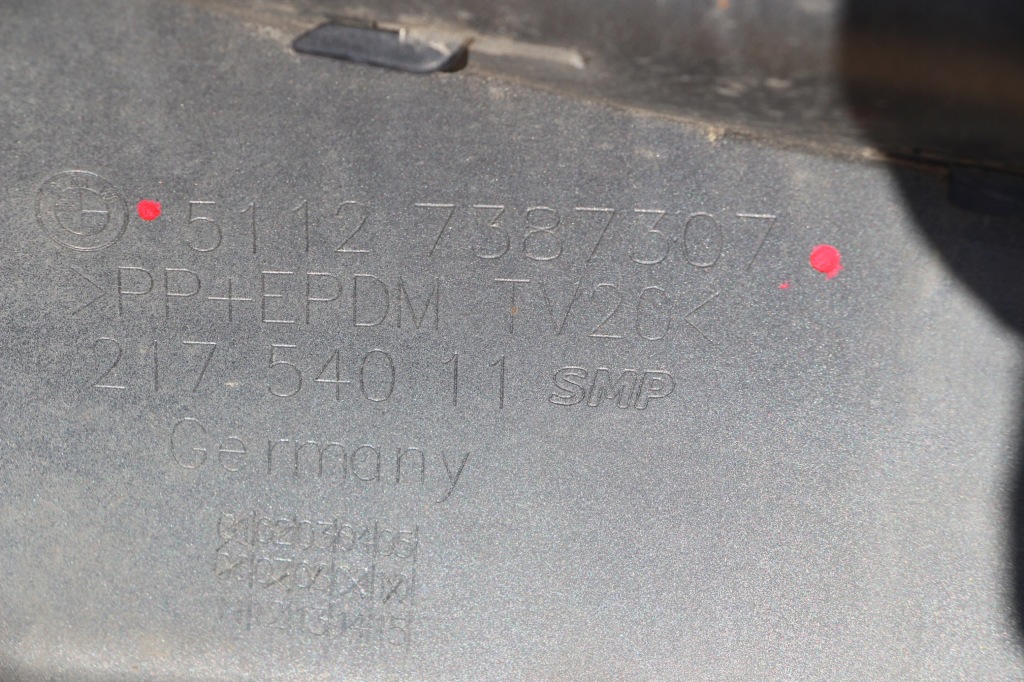 5112 7387307
>PP+EPDM TV20<
217 540 11 SMP
Germany